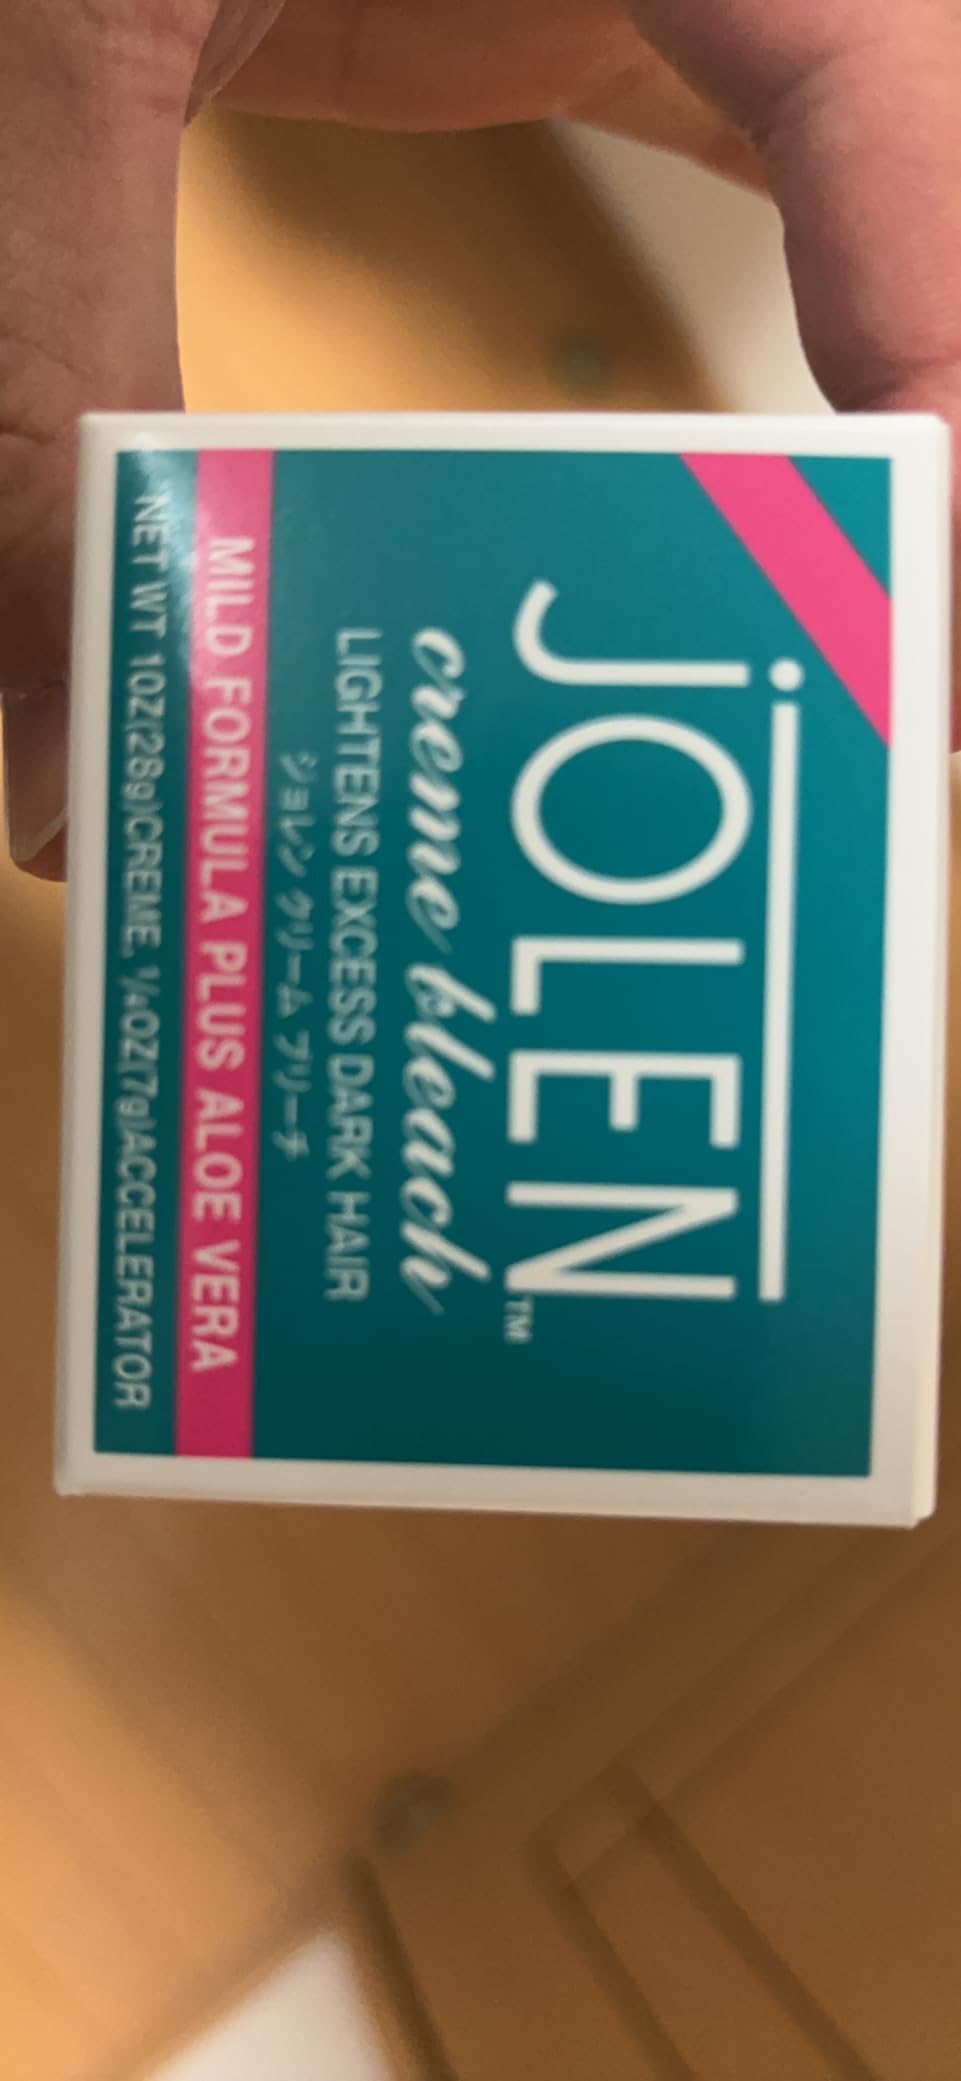 jOLEN™
creme bleach
LIGHTENS EXCESS DARK HAIR
ジョレン クリーム ブリーチ
MILD FORMULA PLUS ALOE VERA
NET WT 1OZ(28g)CREME. ¼OZ(7g)ACCELERATOR